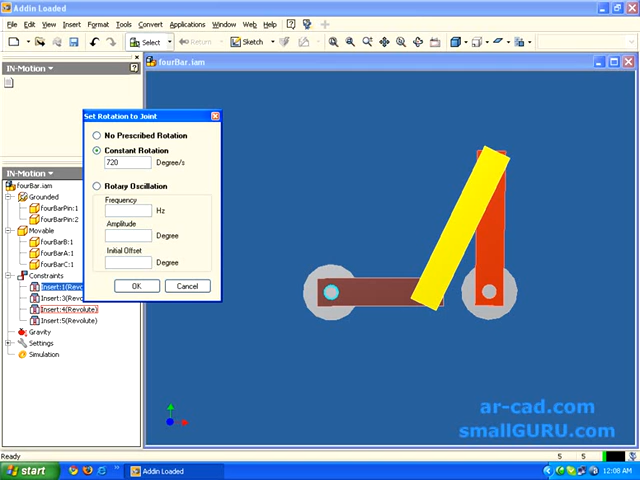 Addin Loaded
File Edit View Insert Format Tools Convert Applications Window Web Help
Select Return Sketch
IN-Motion
fourBar.iam
Set Rotation to Joint
No Prescribed Rotation
Constant Rotation
720 Degree/s
Rotary Oscillation
Frequency
Hz
Amplitude
Degree
Initial Offset
Degree
OK Cancel
IN-Motion
fourBar.iam
Grounded
fourBarPin:1
fourBarPin:2
Movable
fourBarB:1
fourBarA:1
fourBarC:1
Constraints
Insert:1(Revo
Insert:3(Revo
Insert:4(Revolute)
Insert:5(Revolute)
Gravity
Settings
Simulation
ar-cad.com
smallGURU.com
Ready 5 5
start Addin Loaded 12:08 AM